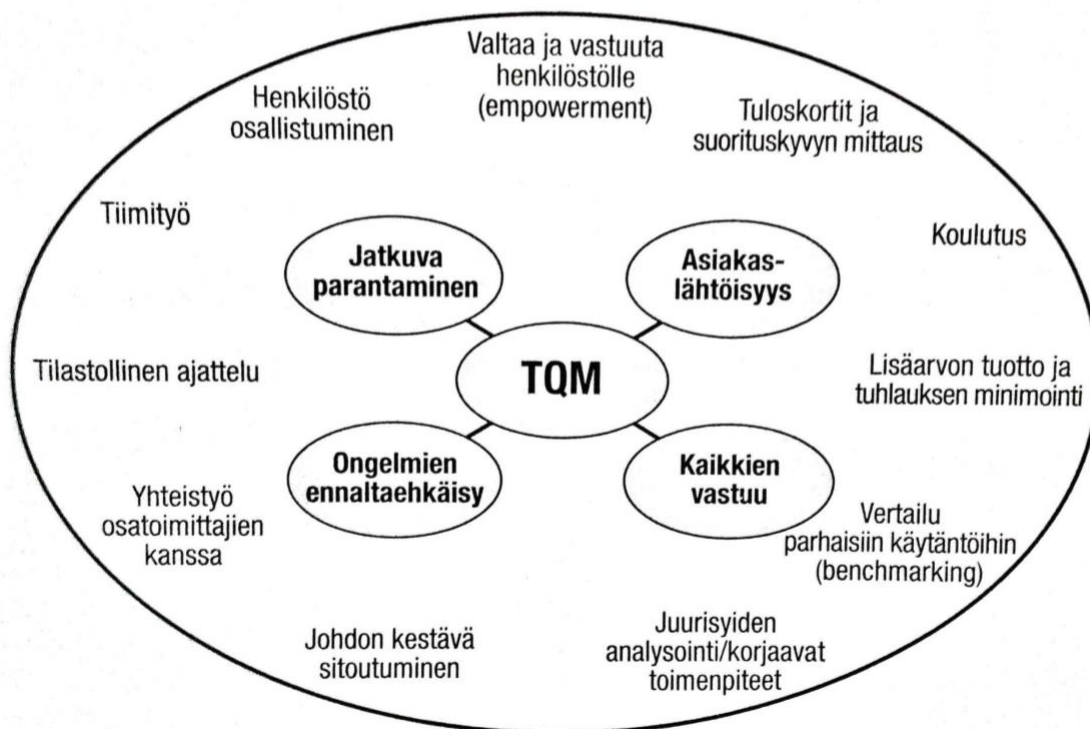 Valtaa ja vastuuta
henkilöstölle
(empowerment)
Henkilöstö
osallistuminen
Tuloskortit ja
suorituskyvyn mittaus
Tiimityö
Koulutus
Jatkuva
parantaminen
Asiakas-
lähtöisyys
TQM
Tilastollinen ajattelu
Lisäarvon tuotto ja
tuhlauksen minimointi
Ongelmien
ennaltaehkäisy
Kaikkien
vastuu
Yhteistyö
osatoimittajien
kanssa
Vertailu
parhaisiin käytäntöihin
(benchmarking)
Johdon kestävä
sitoutuminen
Juurisyiden
analysointi/korjaavat
toimenpiteet